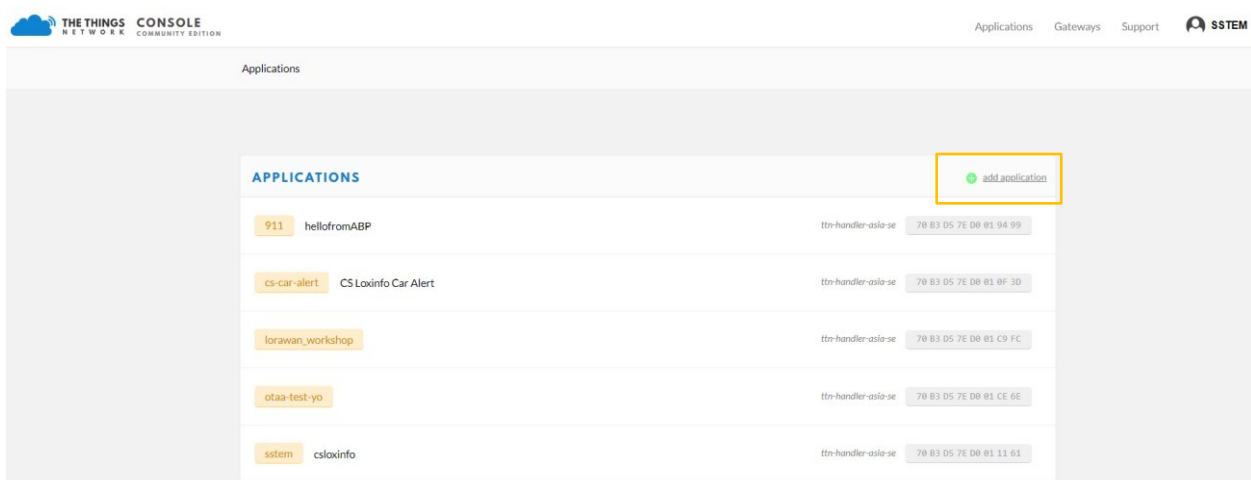 THE THINGS NETWORK CONSOLE COMMUNITY EDITION
Applications Gateways Support SSTEM
Applications
APPLICATIONS add application
911 hellofromABP ttn-handler-asia-se 70 B3 D5 7E D0 01 94 99
cs-car-alert CS Loxinfo Car Alert ttn-handler-asia-se 70 B3 D5 7E D0 01 0F 3D
lorawan_workshop ttn-handler-asia-se 70 B3 D5 7E D0 01 C9 FC
otaa-test-yo ttn-handler-asia-se 70 B3 D5 7E D0 01 CE 6E
sstem csloxinfo ttn-handler-asia-se 70 B3 D5 7E D0 01 11 61